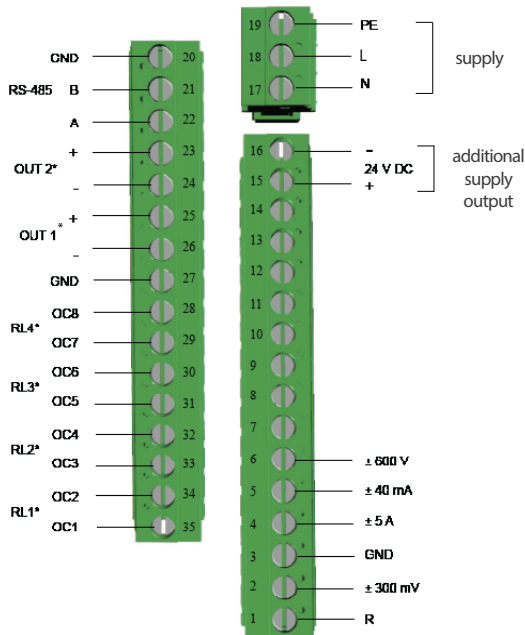 GND 20
RS-485 B 21
A 22
+ 23
OUT 2*
- 24
+ 25
OUT 1*
- 26
GND 27
OC8 28
RL4*
OC7 29
OC6 30
RL3*
OC5 31
OC4 32
RL2*
OC3 33
OC2 34
RL1*
OC1 35
19 PE
18 L
17 N
supply
16 –
24 V DC
15 +
additional
supply
output
14
13
12
11
10
9
8
7
6 ± 600 V
5 ± 40 mA
4 ± 5 A
3 GND
2 ± 300 mV
1 R